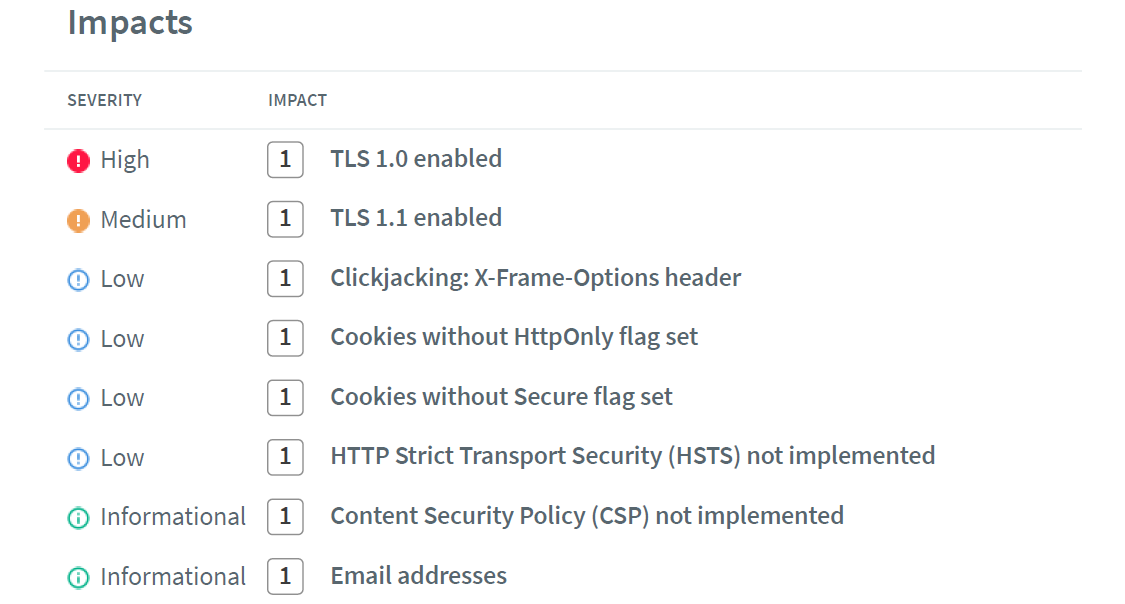 Impacts
SEVERITY IMPACT
High 1 TLS 1.0 enabled
Medium 1 TLS 1.1 enabled
Low 1 Clickjacking: X-Frame-Options header
Low 1 Cookies without HttpOnly flag set
Low 1 Cookies without Secure flag set
Low 1 HTTP Strict Transport Security (HSTS) not implemented
Informational 1 Content Security Policy (CSP) not implemented
Informational 1 Email addresses